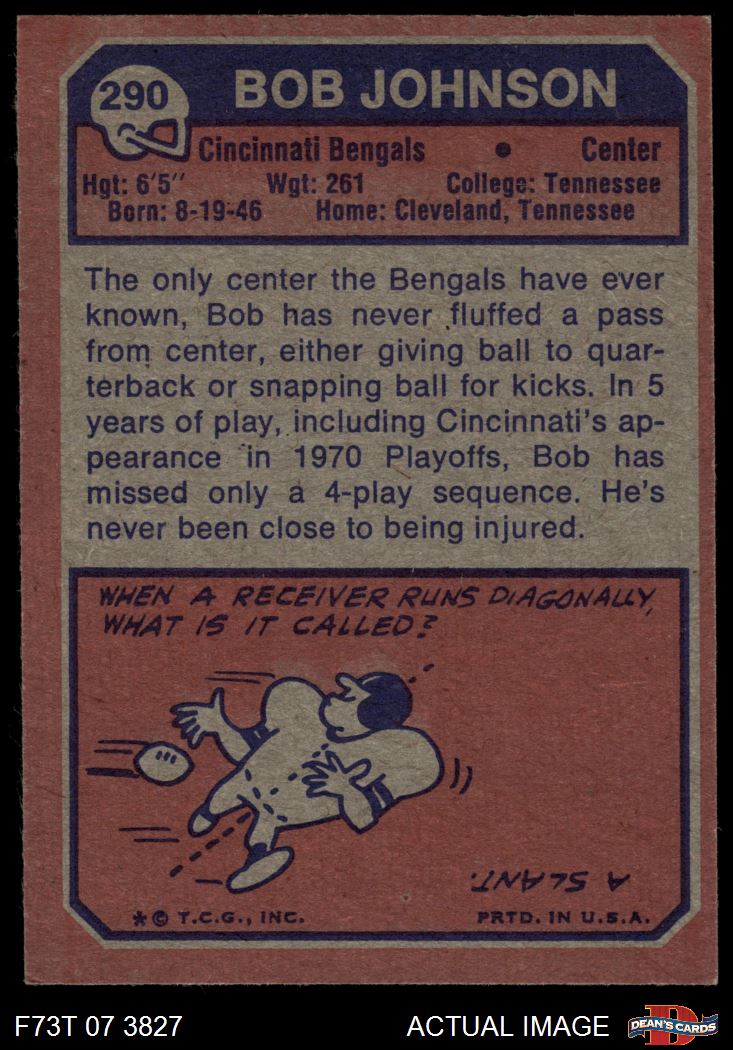 290
BOB JOHNSON
Cincinnati Bengals • Center
Hgt: 6'5" Wgt: 261 College: Tennessee
Born: 8-19-46 Home: Cleveland, Tennessee
The only center the Bengals have ever
known, Bob has never fluffed a pass
from center, either giving ball to quar-
terback or snapping ball for kicks. In 5
years of play, including Cincinnati's ap-
pearance in 1970 Playoffs, Bob has
missed only a 4-play sequence. He's
never been close to being injured.
WHEN A RECEIVER RUNS DIAGONALLY,
WHAT IS IT CALLED?
A SLANT.
*© T.C.G., INC. PRTD. IN U.S.A.
F73T 07 3827 ACTUAL IMAGE D DEAN'S CARDS